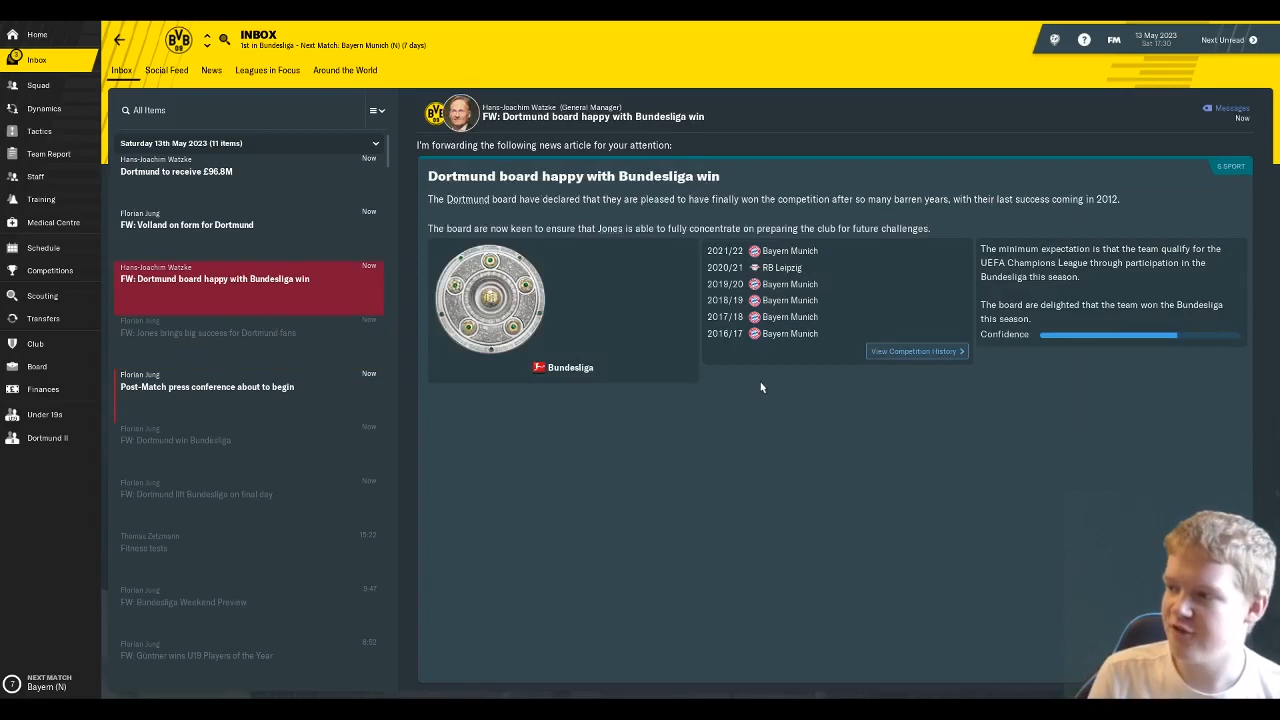 INBOX
1st in Bundesliga - Next Match: Bayern Munich (N) (7 days)
BVB
09
13 May 2023
Sat 17:30
FM
Next Unread
Home
3
Inbox
Squad
Dynamics
Tactics
Team Report
Staff
Training
Medical Centre
Schedule
Competitions
Scouting
Transfers
Club
Board
Finances
Under 19s
Dortmund II
7
NEXT MATCH
Bayern (N)
Inbox
Social Feed
News
Leagues in Focus
Around the World
All Items
Saturday 13th May 2023 (11 items)
Hans-Joachim Watzke
Now
Dortmund to receive £96.8M
Florian Jung
Now
FW: Volland on form for Dortmund
Hans-Joachim Watzke
Now
FW: Dortmund board happy with Bundesliga win
Florian Jung
Now
FW: Jones brings big success for Dortmund fans
Florian Jung
Now
Post-Match press conference about to begin
Florian Jung
Now
FW: Dortmund win Bundesliga
Florian Jung
Now
FW: Dortmund lift Bundesliga on final day
Thomas Zetzmann
15:22
Fitness tests
Florian Jung
9:47
FW: Bundesliga Weekend Preview
Florian Jung
8:52
FW: Güntner wins U19 Players of the Year
Hans-Joachim Watzke (General Manager)
FW: Dortmund board happy with Bundesliga win
Messages
Now
I'm forwarding the following news article for your attention:
G SPORT
Dortmund board happy with Bundesliga win
The Dortmund board have declared that they are pleased to have finally won the competition after so many barren years, with their last success coming in 2012.
The board are now keen to ensure that Jones is able to fully concentrate on preparing the club for future challenges.
Bundesliga
2021/22 Bayern Munich
2020/21 RB Leipzig
2019/20 Bayern Munich
2018/19 Bayern Munich
2017/18 Bayern Munich
2016/17 Bayern Munich
View Competition History
The minimum expectation is that the team qualify for the
UEFA Champions League through participation in the
Bundesliga this season.
The board are delighted that the team won the Bundesliga
this season.
Confidence